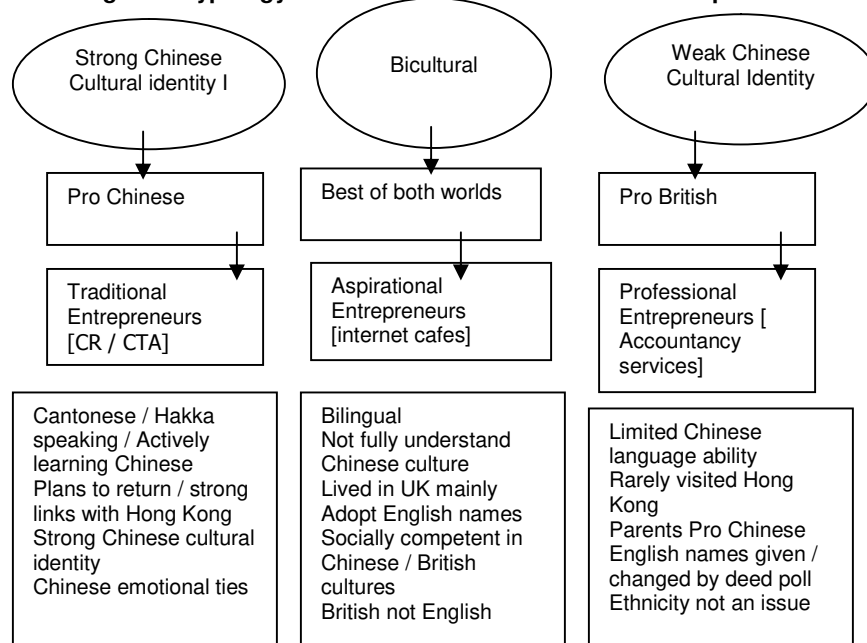 Strong Chinese
Cultural identity I
Bicultural
Weak Chinese
Cultural Identity
Pro Chinese
Best of both worlds
Pro British
Traditional
Entrepreneurs
[CR / CTA]
Aspirational
Entrepreneurs
[internet cafes]
Professional
Entrepreneurs [
Accountancy
services]
Cantonese / Hakka
speaking / Actively
learning Chinese
Plans to return / strong
links with Hong Kong
Strong Chinese cultural
identity
Chinese emotional ties
Bilingual
Not fully understand
Chinese culture
Lived in UK mainly
Adopt English names
Socially competent in
Chinese / British
cultures
British not English
Limited Chinese
language ability
Rarely visited Hong
Kong
Parents Pro Chinese
English names given /
changed by deed poll
Ethnicity not an issue